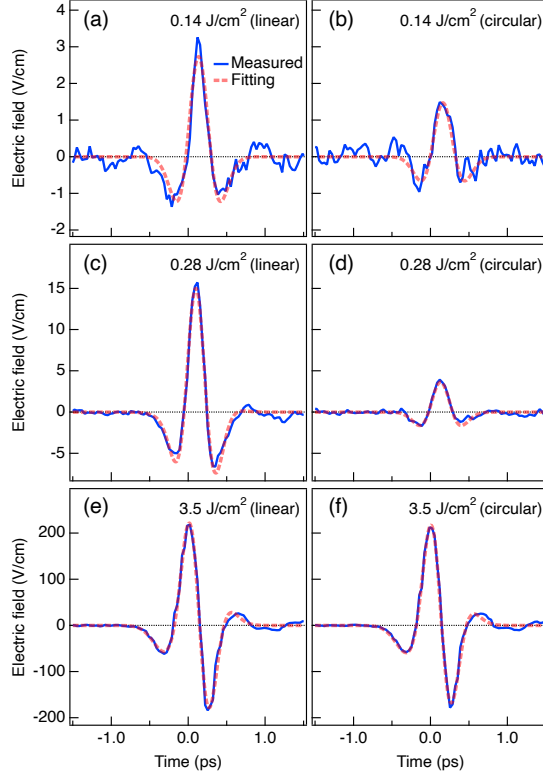 (a) 0.14 J/cm² (linear)
(b) 0.14 J/cm² (circular)
Measured
Fitting
Electric field (V/cm)
4
3
2
1
0
-1
-2
(c) 0.28 J/cm² (linear)
(d) 0.28 J/cm² (circular)
Electric field (V/cm)
15
10
5
0
-5
(e) 3.5 J/cm² (linear)
(f) 3.5 J/cm² (circular)
Electric field (V/cm)
200
100
0
-100
-200
-1.0 0.0 1.0
-1.0 0.0 1.0
Time (ps)
Time (ps)